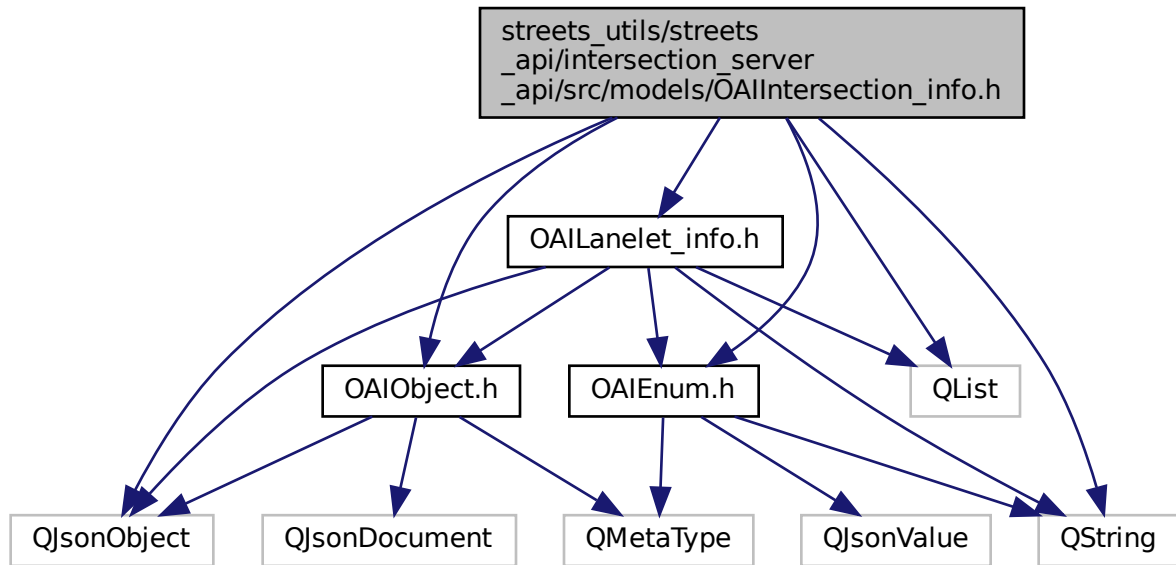 streets_utils/streets
_api/intersection_server
_api/src/models/OAIIntersection_info.h
OAILanelet_info.h
OAIObject.h
OAIEnum.h
QList
QJsonObject
QJsonDocument
QMetaType
QJsonValue
QString